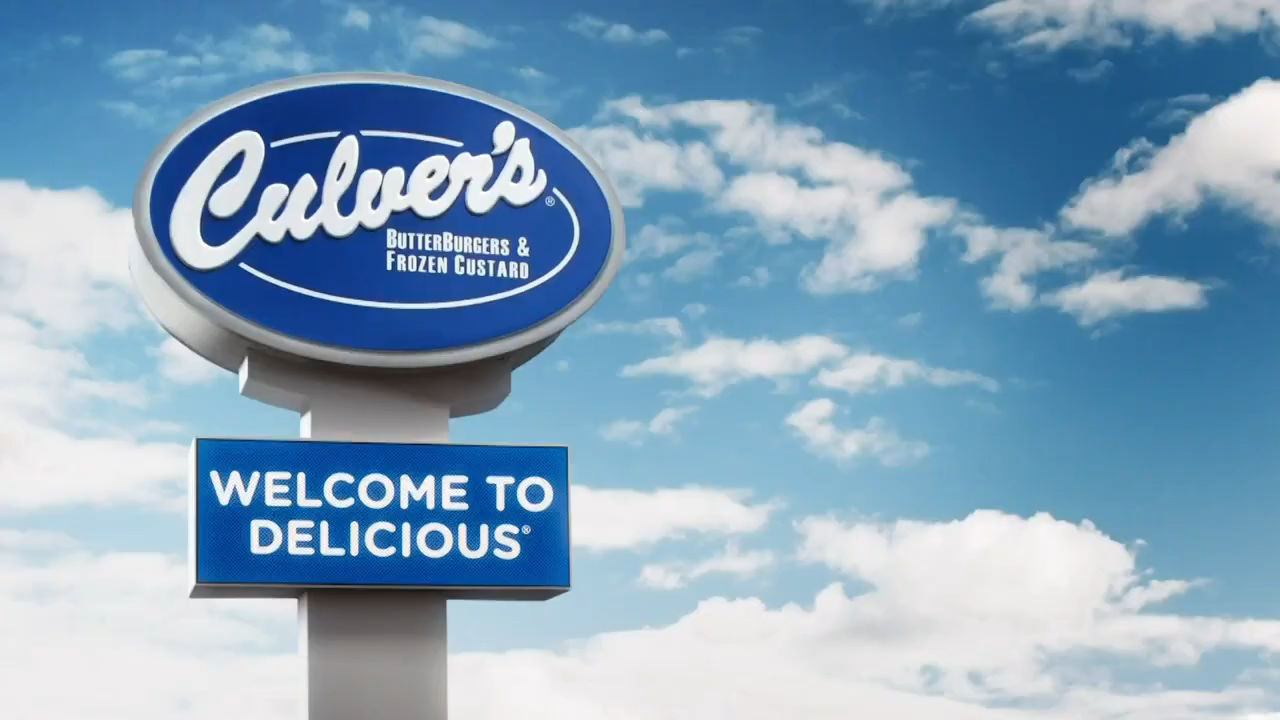 Culver's®
BUTTERBURGERS &
FROZEN CUSTARD
WELCOME TO
DELICIOUS®